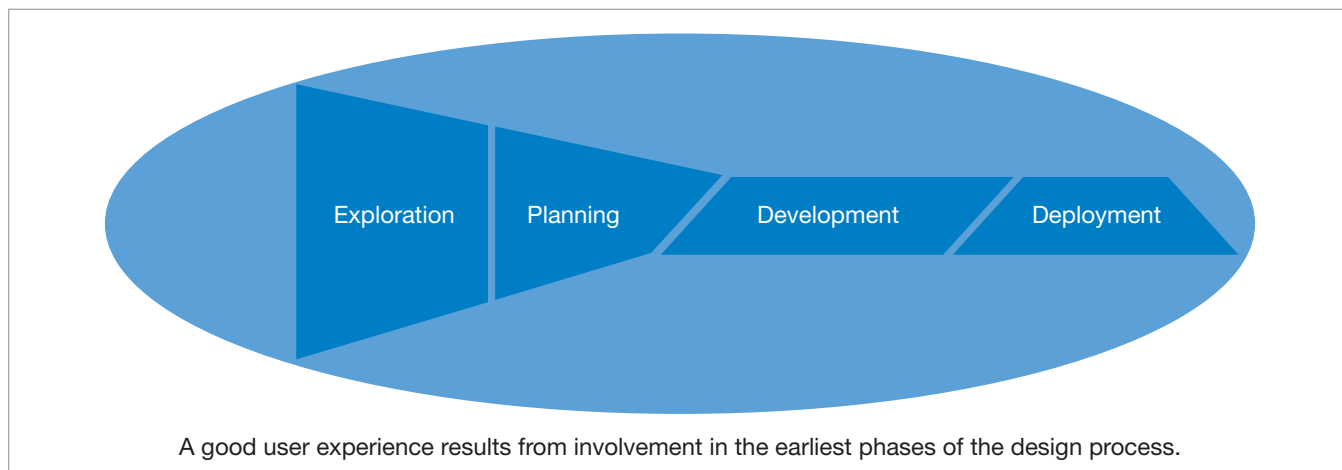 Exploration
Planning
Development
Deployment
A good user experience results from involvement in the earliest phases of the design process.